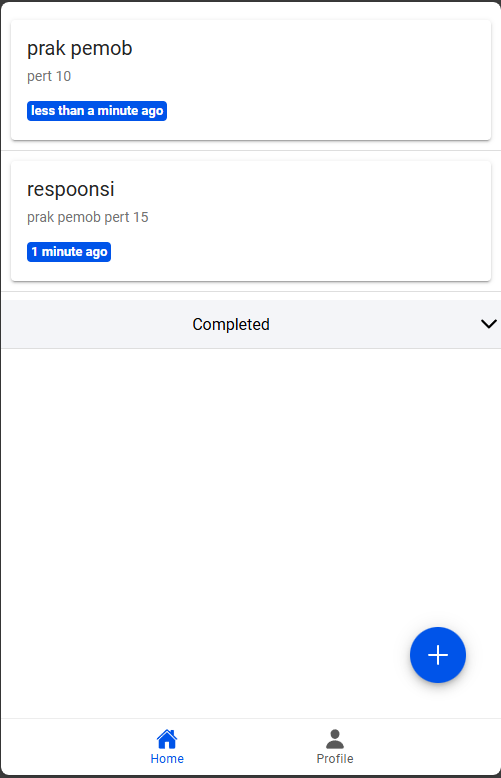 prak pemob
pert 10
less than a minute ago
respoonsi
prak pemob pert 15
1 minute ago
Completed
Home
Profile